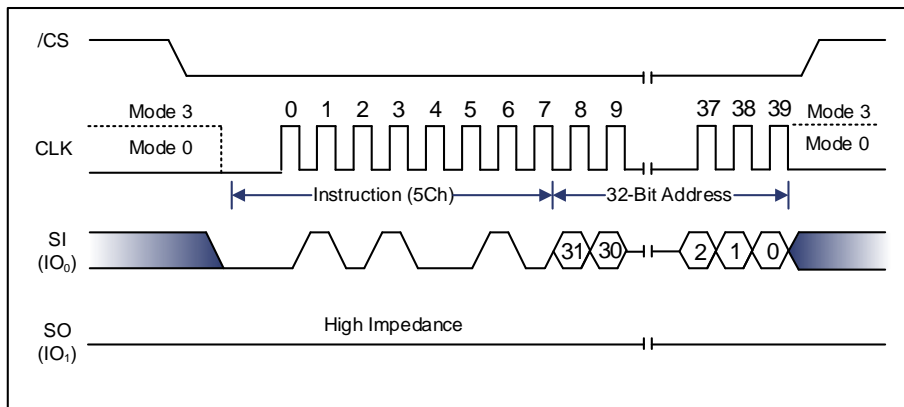 /CS
0 1 2 3 4 5 6 7 8 9 37 38 39
Mode 3 Mode 3
CLK Mode 0 Mode 0
Instruction (5Ch) 32-Bit Address
SI
(IO₀) 31 30 2 1 0
SO High Impedance
(IO₁)